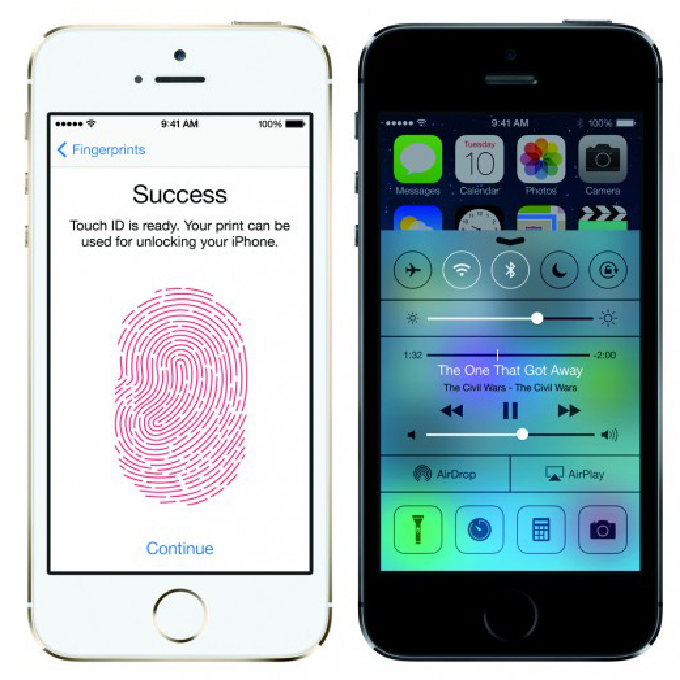 9:41 AM 100%
Fingerprints
Success
Touch ID is ready. Your print can be
used for unlocking your iPhone.
Continue
9:41 AM 100%
Tuesday
10
Messages Calendar Photos Camera
1:32 -2:00
The One That Got Away
The Civil Wars - The Civil Wars
AirDrop AirPlay